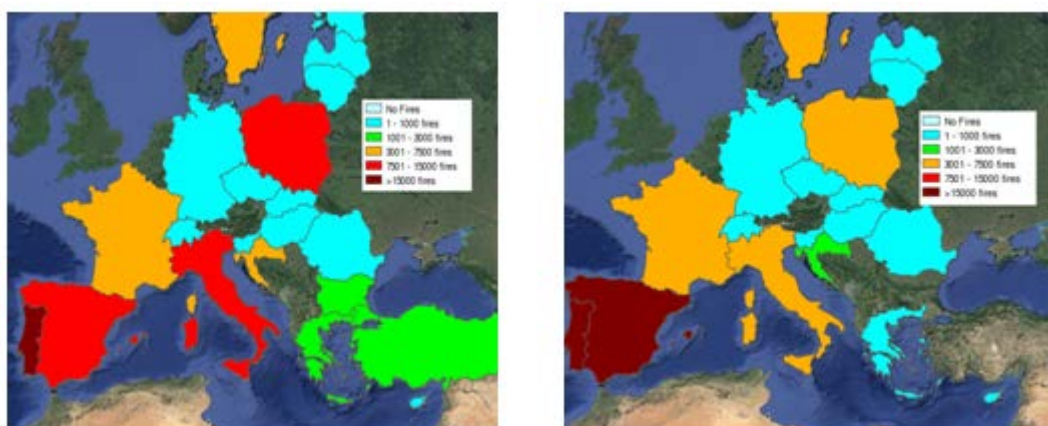 No Fires
1 - 1000 fires
1001 - 3000 fires
3001 - 7500 fires
7501 - 15000 fires
>15000 fires
No Fires
1 - 1000 fires
1001 - 3000 fires
3001 - 7500 fires
7501 - 15000 fires
>15000 fires